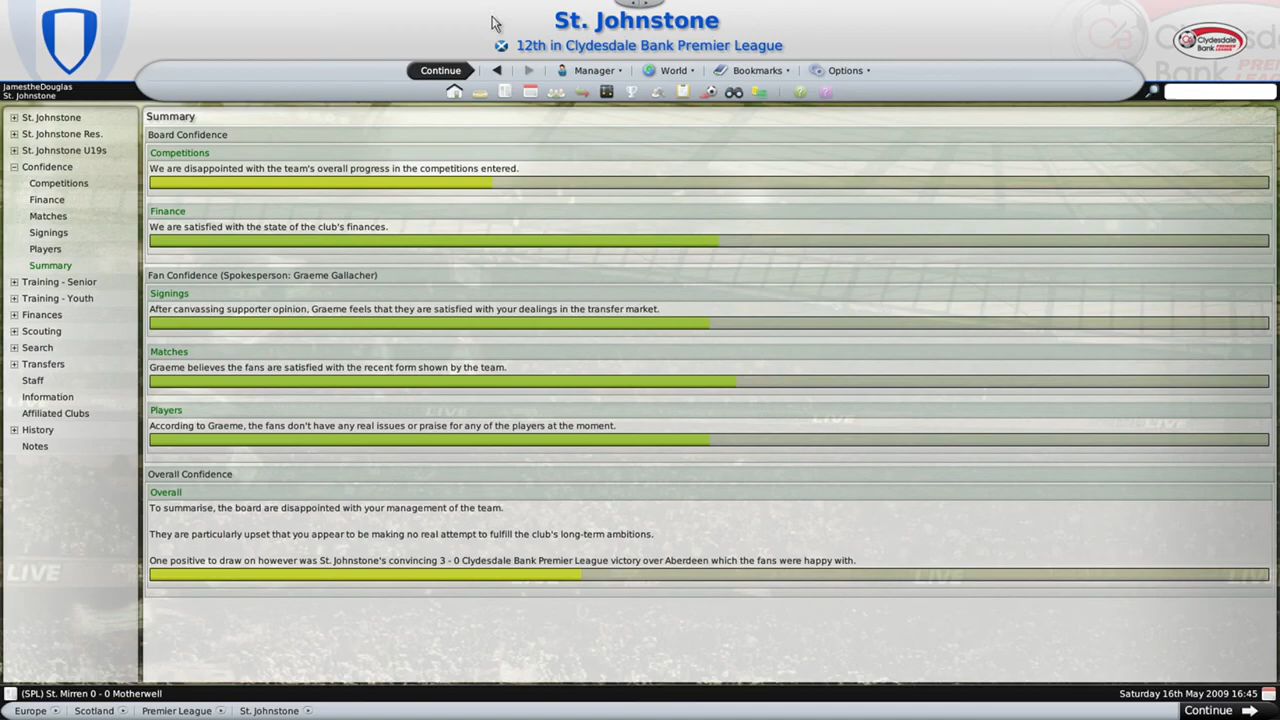 St. Johnstone
12th in Clydesdale Bank Premier League
Clydesdale Bank
JamestheDouglas
St. Johnstone
Continue
Manager
World
Bookmarks
Options
St. Johnstone
St. Johnstone Res.
St. Johnstone U19s
Confidence
Competitions
Finance
Matches
Signings
Players
Summary
Training - Senior
Training - Youth
Finances
Scouting
Search
Transfers
Staff
Information
Affiliated Clubs
History
Notes
Summary
Board Confidence
Competitions
We are disappointed with the team's overall progress in the competitions entered.
Finance
We are satisfied with the state of the club's finances.
Fan Confidence (Spokesperson: Graeme Gallacher)
Signings
After canvassing supporter opinion, Graeme feels that they are satisfied with your dealings in the transfer market.
Matches
Graeme believes the fans are satisfied with the recent form shown by the team.
Players
According to Graeme, the fans don't have any real issues or praise for any of the players at the moment.
Overall Confidence
Overall
To summarise, the board are disappointed with your management of the team.
They are particularly upset that you appear to be making no real attempt to fulfill the club's long-term ambitions.
One positive to draw on however was St. Johnstone's convincing 3 - 0 Clydesdale Bank Premier League victory over Aberdeen which the fans were happy with.
LIVE
LIVE
LIVE
LIVE
(SPL) St. Mirren 0 - 0 Motherwell
Saturday 16th May 2009 16:45
Europe
Scotland
Premier League
St. Johnstone
Continue